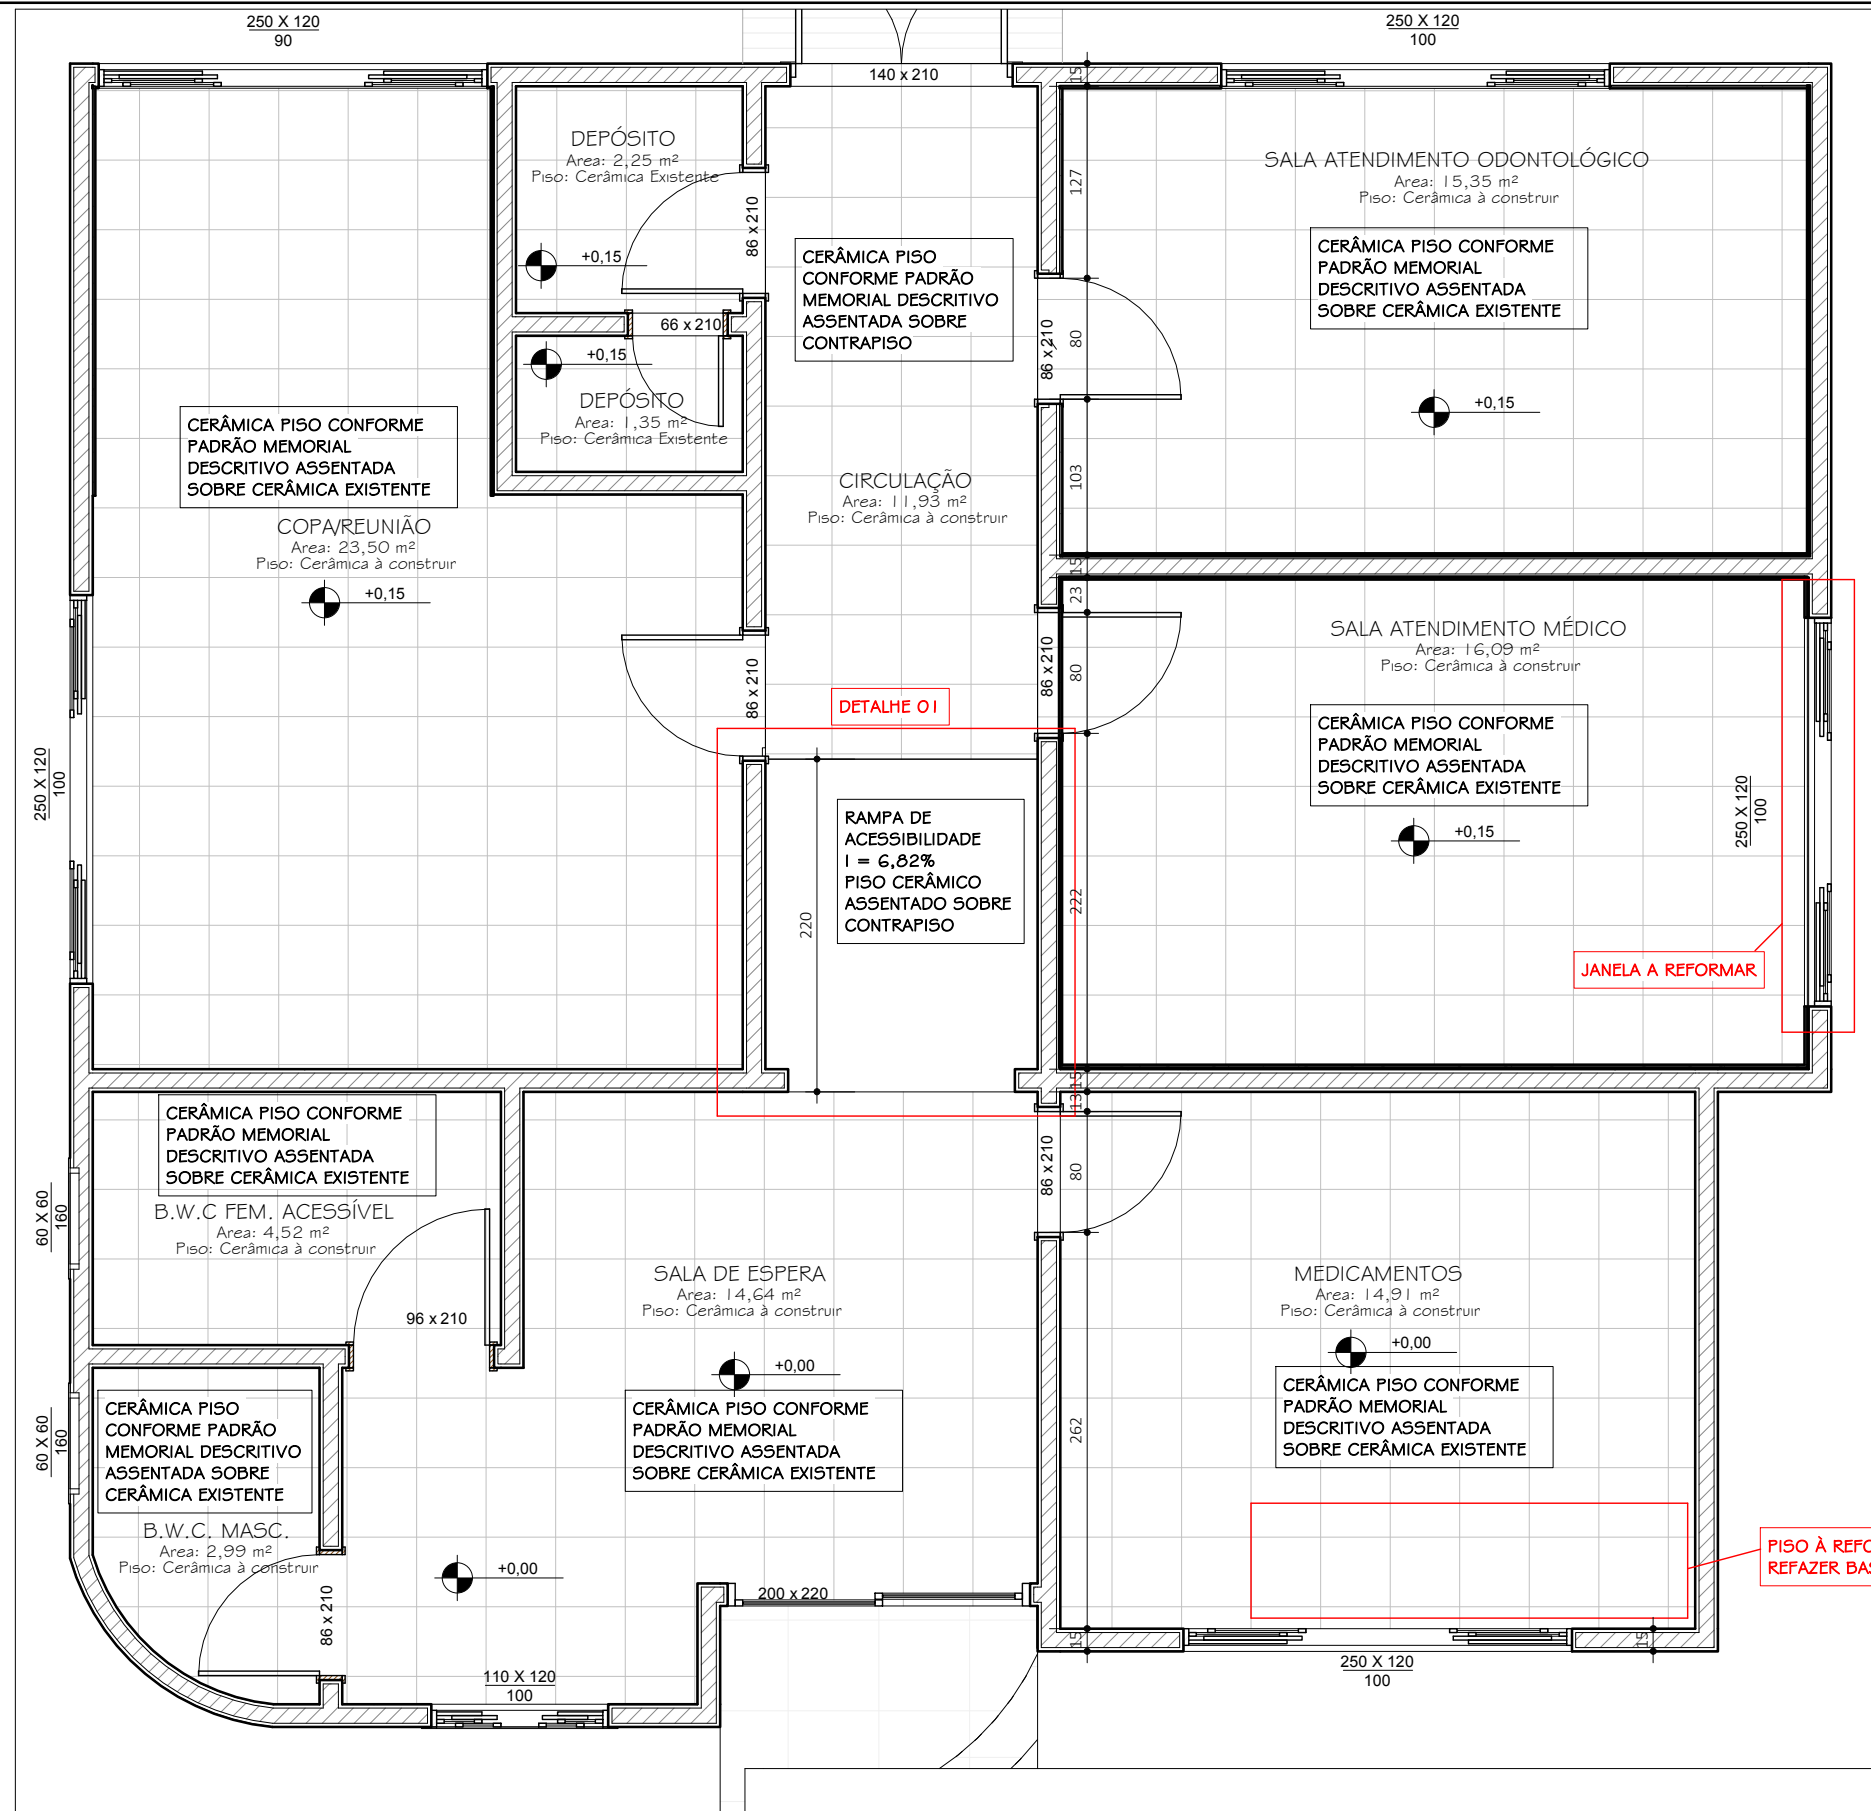 250 X 120
90
250 X 120
100
140 x 210
15
DEPÓSITO
Area: 2,25 m²
Piso: Cerâmica Existente
+0,15
86 x 210
66 x 210
+0,15
DEPÓSITO
Area: 1,35 m²
Piso: Cerâmica Existente
CERÂMICA PISO
CONFORME PADRÃO
MEMORIAL DESCRITIVO
ASSENTADA SOBRE
CONTRAPISO
CIRCULAÇÃO
Area: 11,93 m²
Piso: Cerâmica à construir
127
86 x 210
80
103
15
23
SALA ATENDIMENTO ODONTOLÓGICO
Area: 15,35 m²
Piso: Cerâmica à construir
CERÂMICA PISO CONFORME
PADRÃO MEMORIAL
DESCRITIVO ASSENTADA
SOBRE CERÂMICA EXISTENTE
+0,15
CERÂMICA PISO CONFORME
PADRÃO MEMORIAL
DESCRITIVO ASSENTADA
SOBRE CERÂMICA EXISTENTE
COPA/REUNIÃO
Area: 23,50 m²
Piso: Cerâmica à construir
+0,15
250 X 120
100
86 x 210
DETALHE 01
86 x 210
80
SALA ATENDIMENTO MÉDICO
Area: 16,09 m²
Piso: Cerâmica à construir
CERÂMICA PISO CONFORME
PADRÃO MEMORIAL
DESCRITIVO ASSENTADA
SOBRE CERÂMICA EXISTENTE
+0,15
250 X 120
100
JANELA A REFORMAR
RAMPA DE
ACESSIBILIDADE
I = 6,82%
PISO CERÂMICO
ASSENTADO SOBRE
CONTRAPISO
220
222
15
13
CERÂMICA PISO CONFORME
PADRÃO MEMORIAL
DESCRITIVO ASSENTADA
SOBRE CERÂMICA EXISTENTE
B.W.C FEM. ACESSÍVEL
Area: 4,52 m²
Piso: Cerâmica à construir
60 X 60
160
96 x 210
86 x 210
80
SALA DE ESPERA
Area: 14,64 m²
Piso: Cerâmica à construir
+0,00
CERÂMICA PISO CONFORME
PADRÃO MEMORIAL
DESCRITIVO ASSENTADA
SOBRE CERÂMICA EXISTENTE
MEDICAMENTOS
Area: 14,91 m²
Piso: Cerâmica à construir
+0,00
CERÂMICA PISO CONFORME
PADRÃO MEMORIAL
DESCRITIVO ASSENTADA
SOBRE CERÂMICA EXISTENTE
262
60 X 60
160
CERÂMICA PISO
CONFORME PADRÃO
MEMORIAL DESCRITIVO
ASSENTADA SOBRE
CERÂMICA EXISTENTE
B.W.C. MASC.
Area: 2,99 m²
Piso: Cerâmica à construir
86 x 210
+0,00
200 x 220
110 X 120
100
PISO À
REFAZER
15
15
250 X 120
100